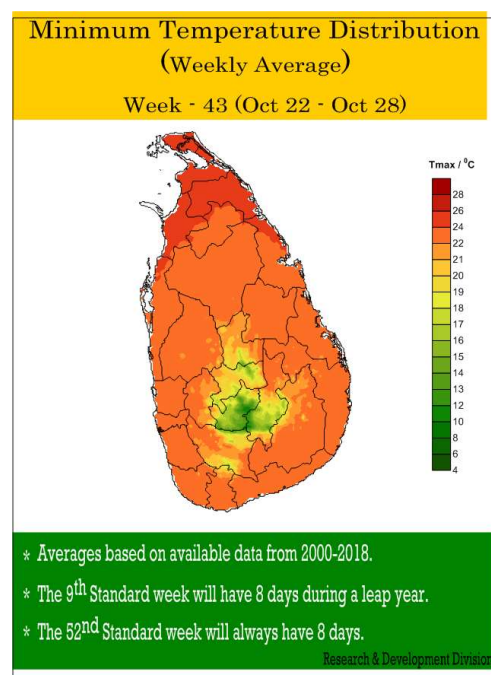 Minimum Temperature Distribution
(Weekly Average)
Week - 43 (Oct 22 - Oct 28)
Tmax / ⁰C
28
26
24
22
21
20
19
18
17
16
15
14
13
12
10
8
6
4
* Averages based on available data from 2000-2018.
* The 9th Standard week will have 8 days during a leap year.
* The 52nd Standard week will always have 8 days.
Research & Development Division